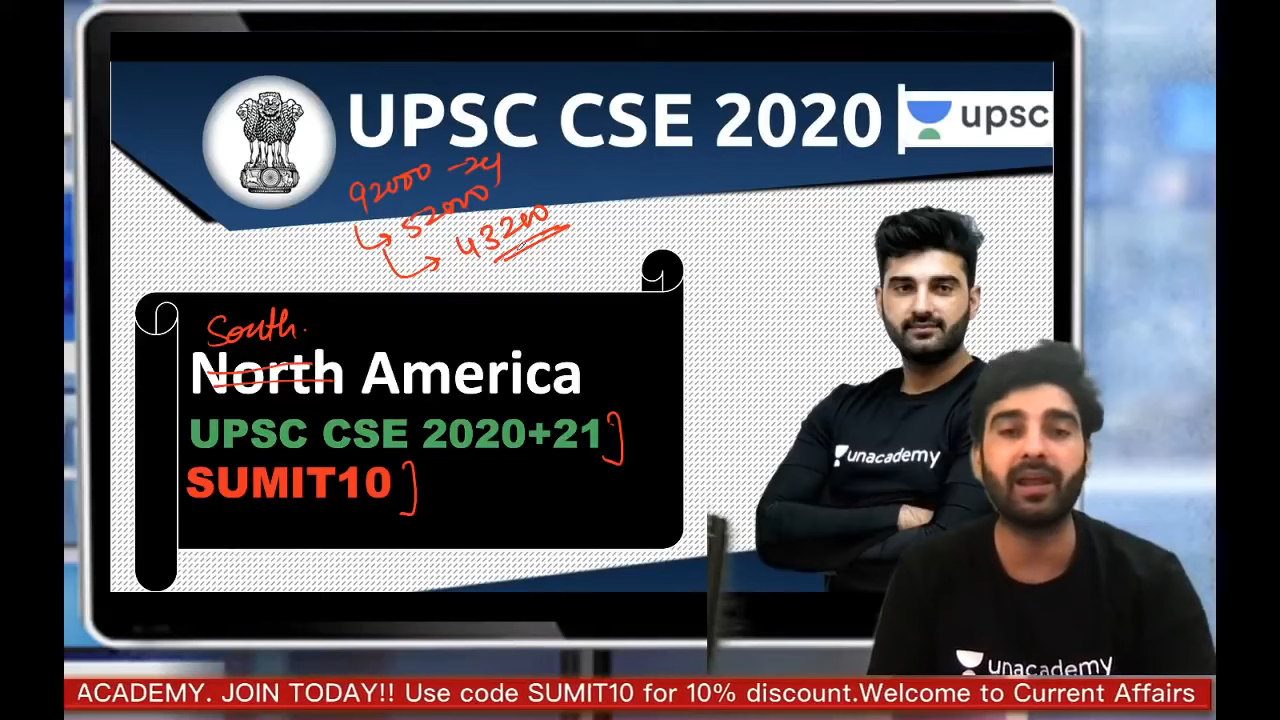 UPSC CSE 2020
upsc
92000 - 2y
52000
43200
South.
North America
UPSC CSE 2020+21
SUMIT10
unacademy
unacademy
ACADEMY. JOIN TODAY!! Use code SUMIT10 for 10% discount.Welcome to Current Affairs